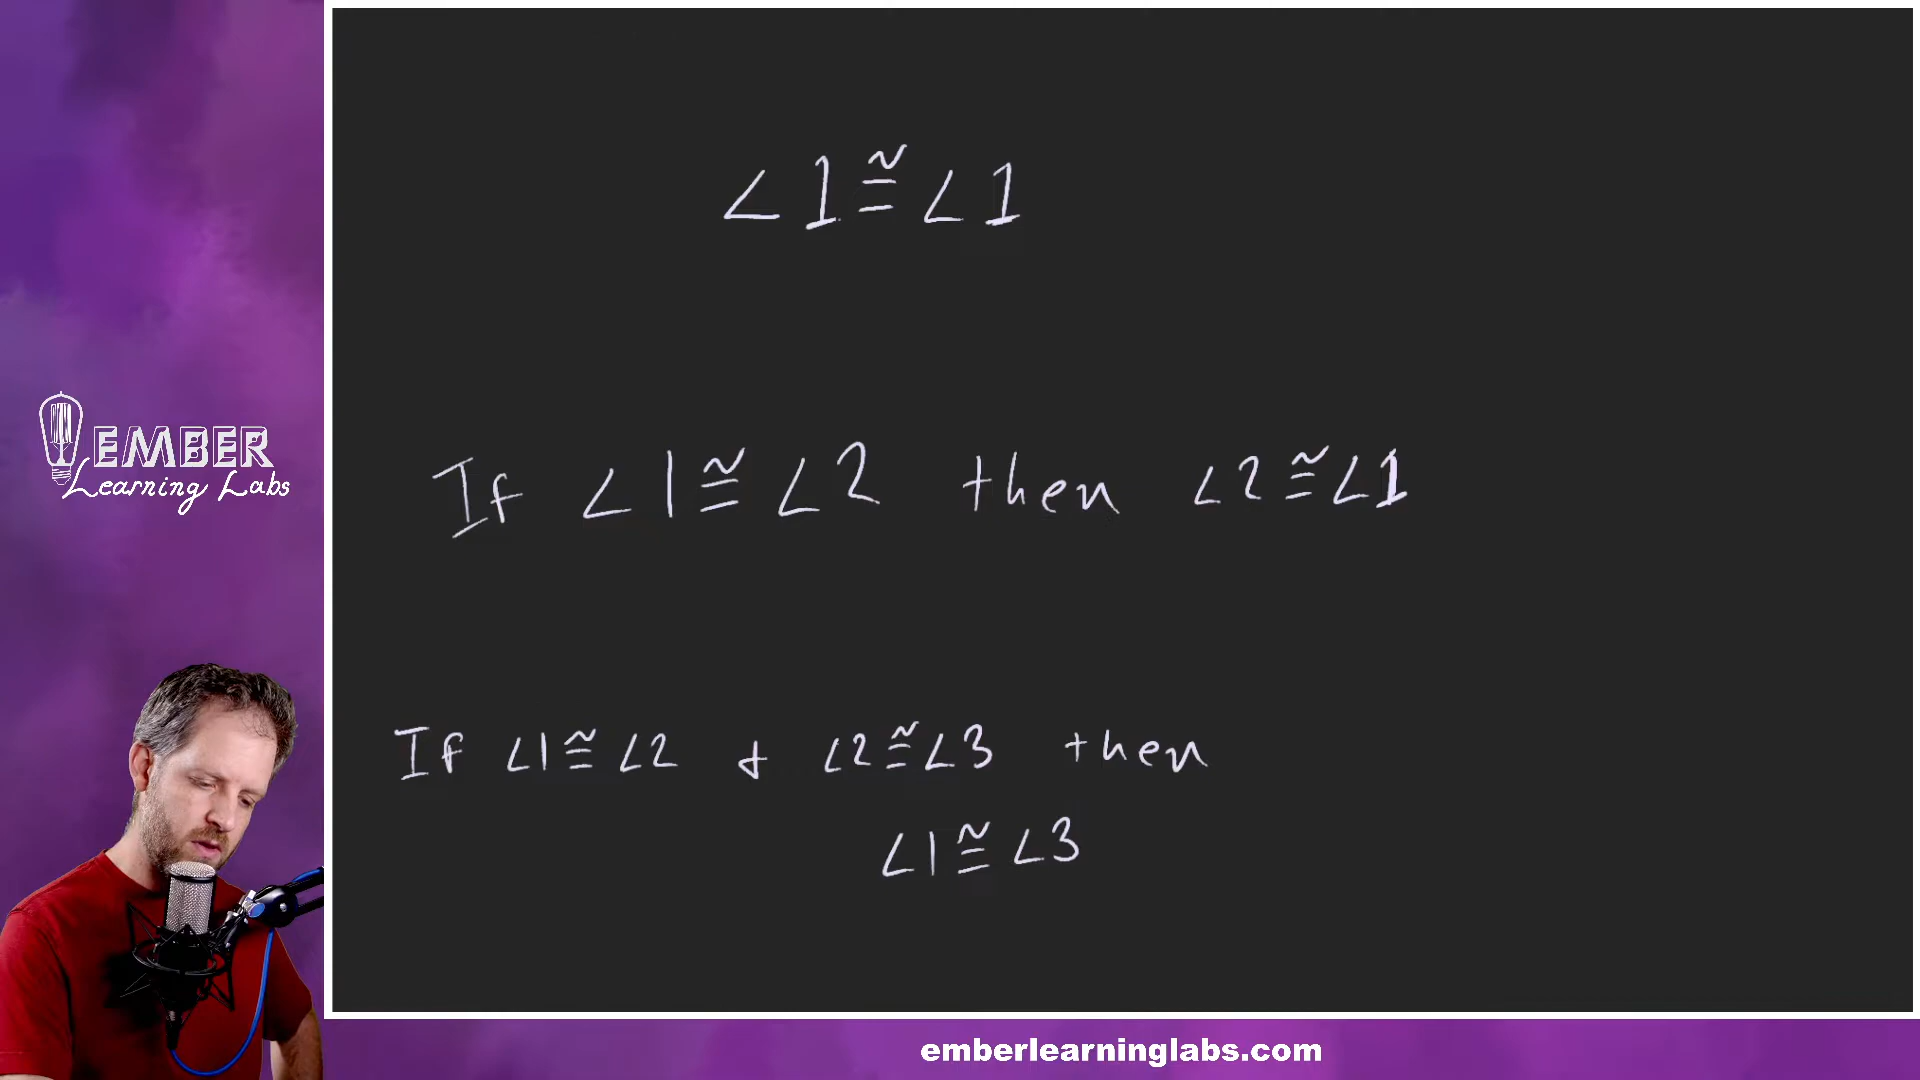 ∠1≅∠1
EMBER
Learning Labs
If ∠1≅∠2 then ∠2≅∠1
If ∠1≅∠2 & ∠2≅∠3 then
∠1≅∠3
emberlearninglabs.com